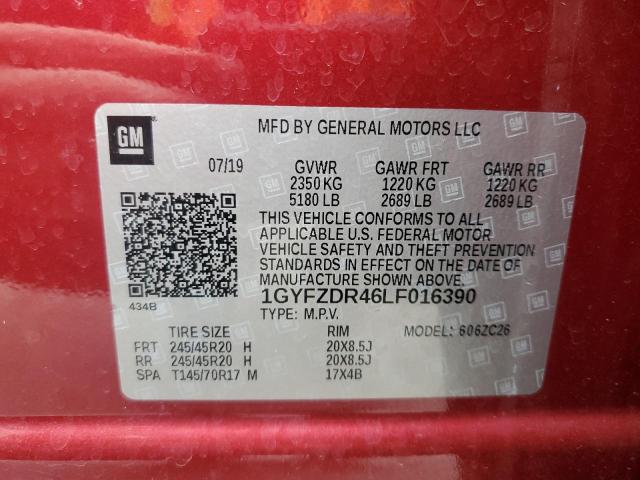 GM
MFD BY GENERAL MOTORS LLC
07/19 GVWR GAWR FRT GAWR RR
2350 KG 1220 KG 1220 KG
5180 LB 2689 LB 2689 LB
THIS VEHICLE CONFORMS TO ALL
APPLICABLE U.S. FEDERAL MOTOR
VEHICLE SAFETY AND THEFT PREVENTION
STANDARDS IN EFFECT ON THE DATE OF
MANUFACTURE SHOWN ABOVE.
434B 1GYFZDR46LF016390
TYPE: M.P.V. MODEL: 606ZC26
TIRE SIZE RIM
FRT 245/45R20 H 20X8.5J
RR 245/45R20 H 20X8.5J
SPA T145/70R17 M 17X4B